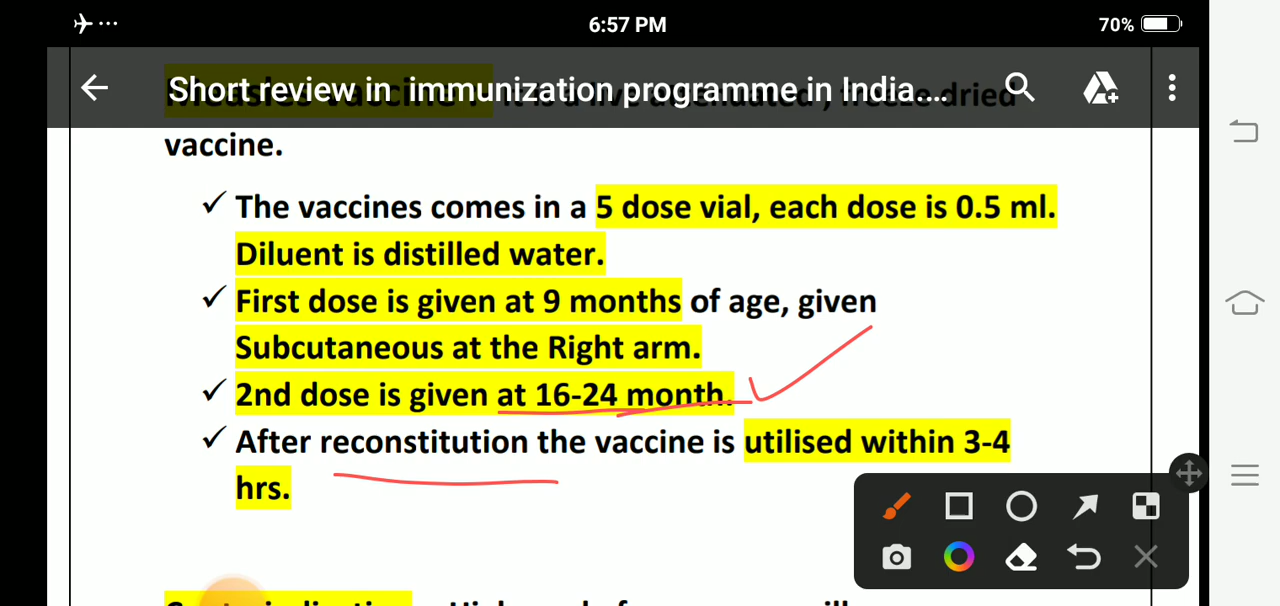 6:57 PM
70%
Short review in immunization programme in India....
vaccine.
✓ The vaccines comes in a 5 dose vial, each dose is 0.5 ml.
Diluent is distilled water.
✓ First dose is given at 9 months of age, given
Subcutaneous at the Right arm.
✓ 2nd dose is given at 16-24 month.
✓ After reconstitution the vaccine is utilised within 3-4
hrs.